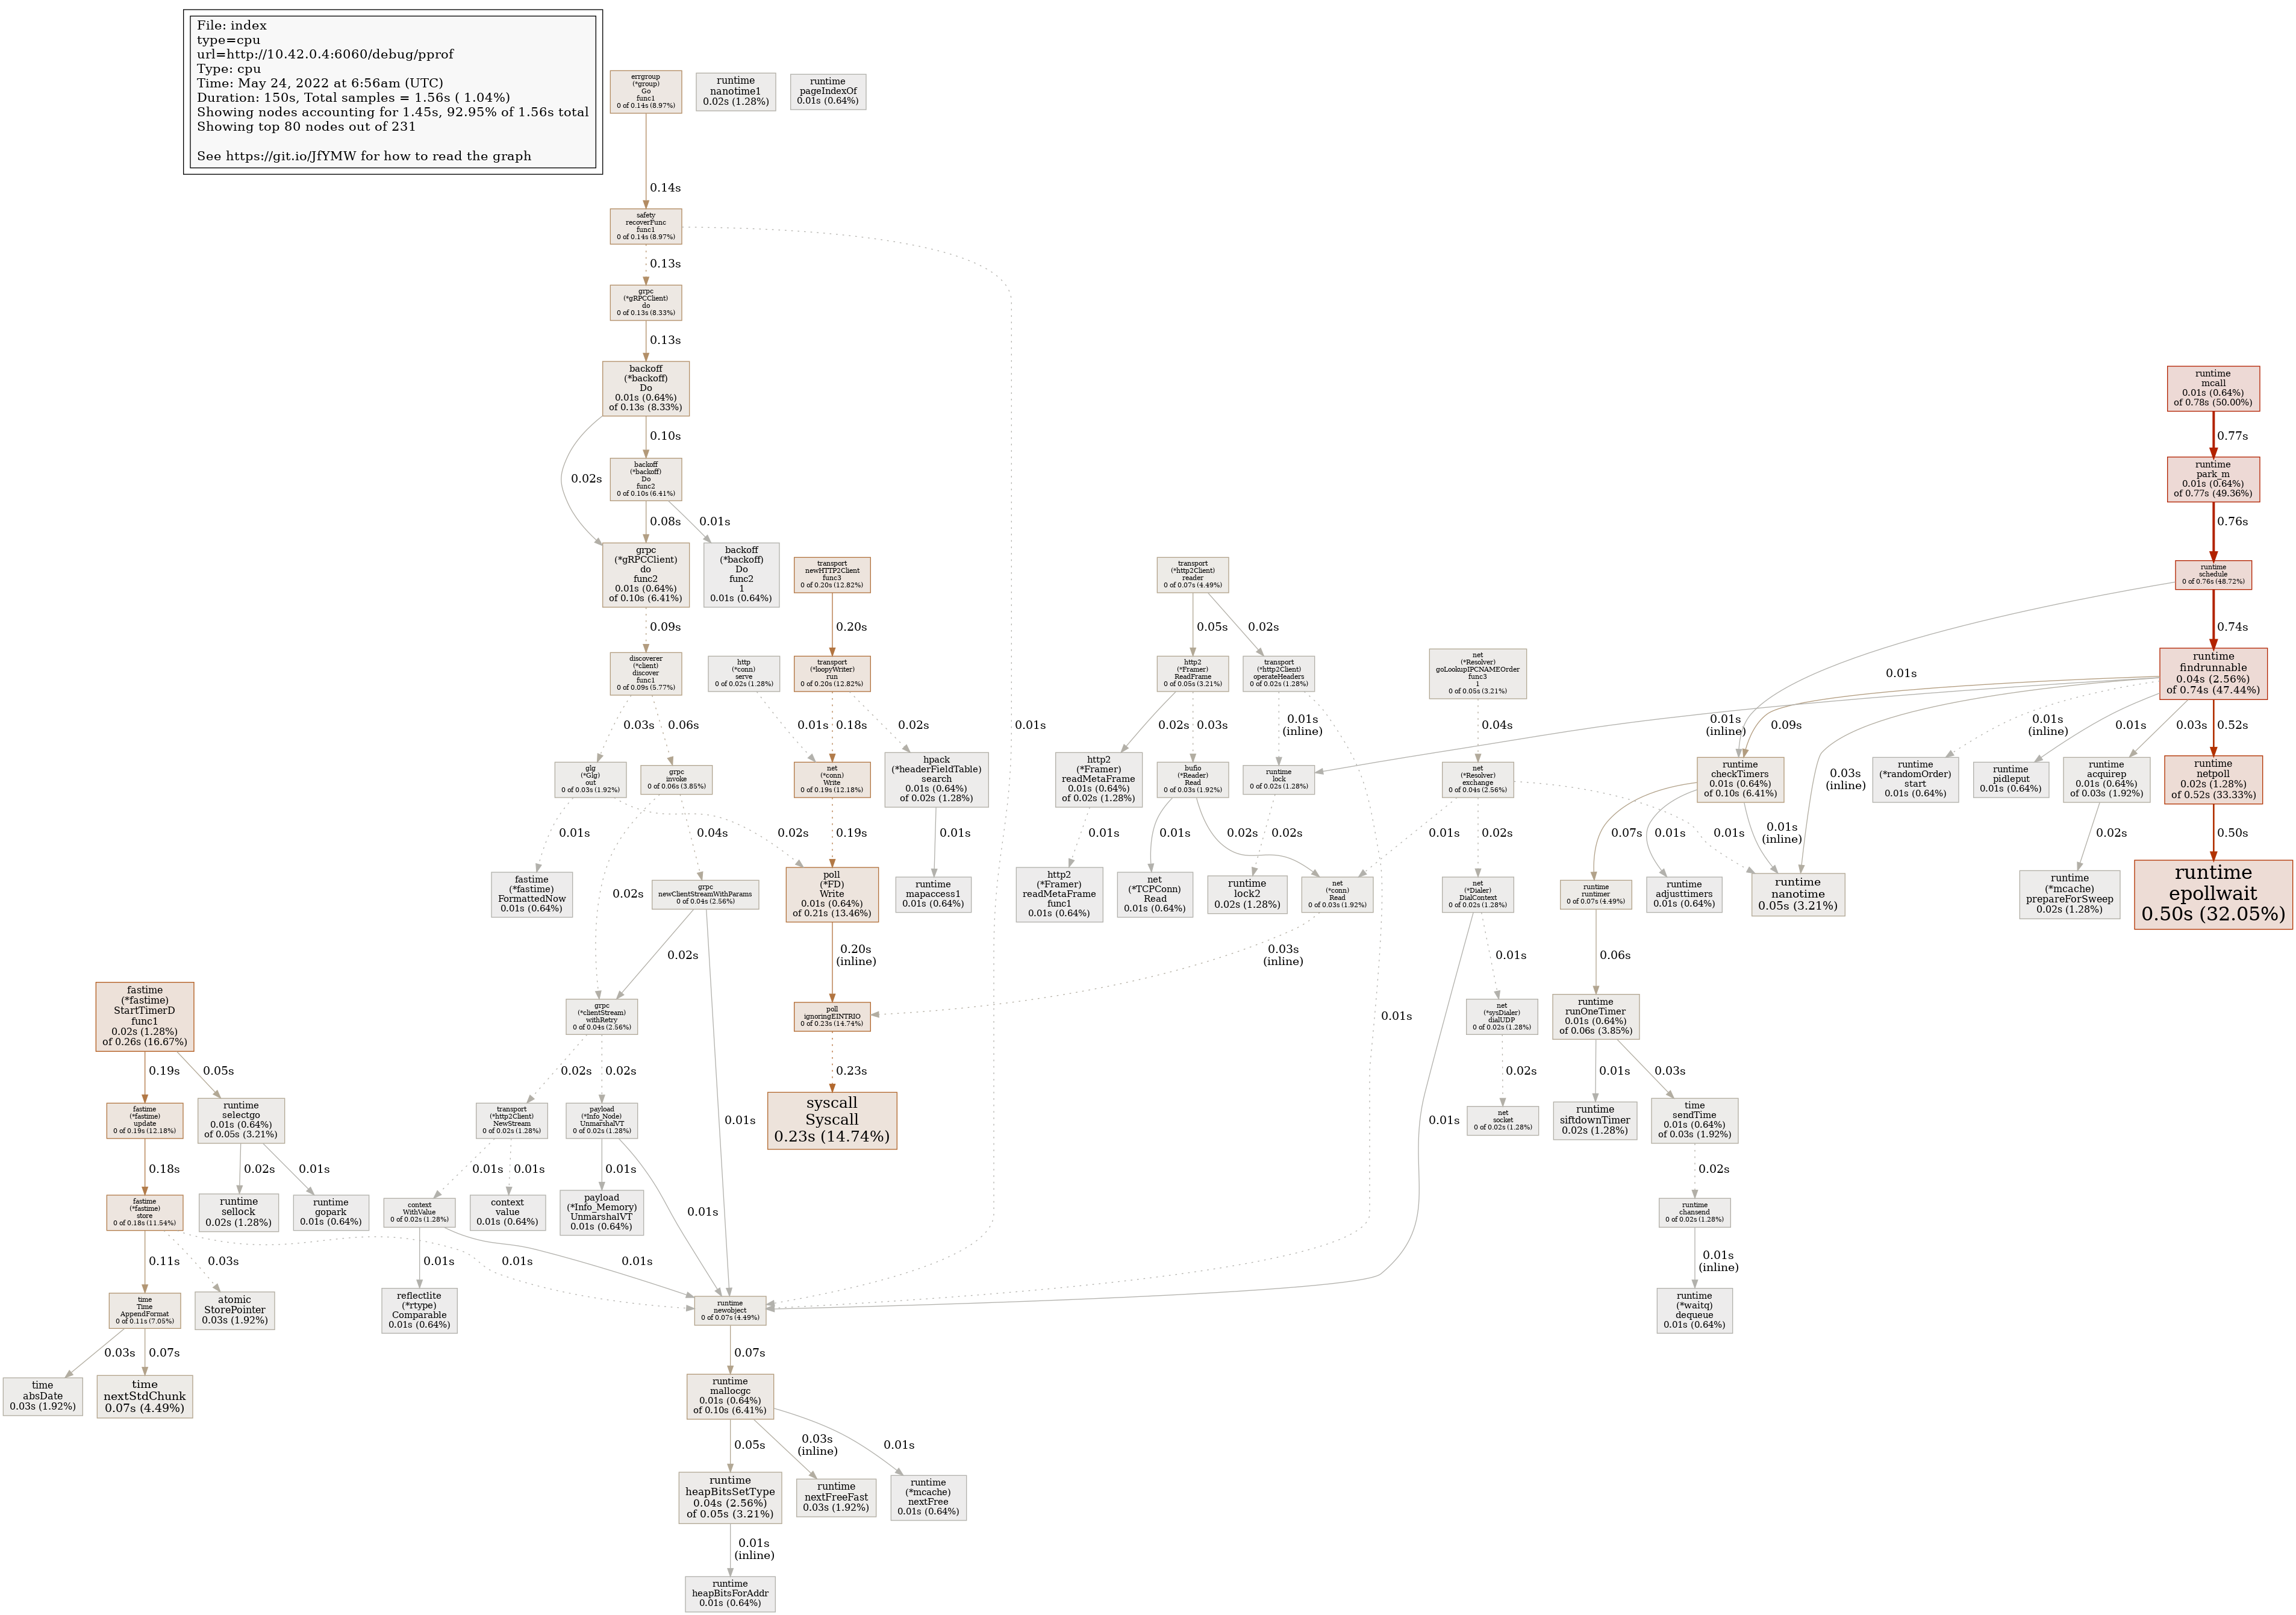 File: index
type=cpu
url=http://10.42.0.4:6060/debug/pprof
Type: cpu
Time: May 24, 2022 at 6:56am (UTC)
Duration: 150s, Total samples = 1.56s ( 1.04%)
Showing nodes accounting for 1.45s, 92.95% of 1.56s total
Showing top 80 nodes out of 231
See https://git.io/JfYMW for how to read the graph
errgroup
(*group)
Go
func1
0 of 0.14s (8.97%)
runtime
nanotime1
0.02s (1.28%)
runtime
pageIndexOf
0.01s (0.64%)
0.14s
safety
recoverFunc
func1
0 of 0.14s (8.97%)
0.13s
grpc
(*gRPCClient)
do
0 of 0.13s (8.33%)
0.13s
backoff
(*backoff)
Do
0.01s (0.64%)
of 0.13s (8.33%)
runtime
mcall
0.01s (0.64%)
of 0.78s (50.00%)
0.10s
0.77s
0.02s
backoff
(*backoff)
Do
func2
0 of 0.10s (6.41%)
runtime
park_m
0.01s (0.64%)
of 0.77s (49.36%)
0.08s
0.01s
0.76s
grpc
(*gRPCClient)
do
func2
0.01s (0.64%)
of 0.10s (6.41%)
backoff
(*backoff)
Do
func2
1
0.01s (0.64%)
transport
newHTTP2Client
func3
0 of 0.20s (12.82%)
transport
(*http2Client)
reader
0 of 0.07s (4.49%)
runtime
schedule
0 of 0.76s (48.72%)
0.09s
0.20s
0.05s
0.02s
0.74s
discoverer
(*client)
discover
func1
0 of 0.09s (5.77%)
http
(*conn)
serve
0 of 0.02s (1.28%)
transport
(*loopyWriter)
run
0 of 0.20s (12.82%)
http2
(*Framer)
ReadFrame
0 of 0.05s (3.21%)
transport
(*http2Client)
operateHeaders
0 of 0.02s (1.28%)
net
(*Resolver)
goLookupIPCNAMEOrder
func3
1
0 of 0.05s (3.21%)
0.01s
runtime
findrunnable
0.04s (2.56%)
of 0.74s (47.44%)
0.03s
0.06s
0.01s
0.18s
0.02s
0.01s
0.02s
0.03s
0.01s
(inline)
0.04s
0.01s
(inline)
0.09s
0.01s
(inline)
0.01s
0.03s
0.52s
glg
(*Glg)
out
0 of 0.03s (1.92%)
grpc
invoke
0 of 0.06s (3.85%)
net
(*conn)
Write
0 of 0.19s (12.18%)
hpack
(*headerFieldTable)
search
0.01s (0.64%)
of 0.02s (1.28%)
http2
(*Framer)
readMetaFrame
0.01s (0.64%)
of 0.02s (1.28%)
bufio
(*Reader)
Read
0 of 0.03s (1.92%)
runtime
lock
0 of 0.02s (1.28%)
net
(*Resolver)
exchange
0 of 0.04s (2.56%)
runtime
checkTimers
0.01s (0.64%)
of 0.10s (6.41%)
0.03s
(inline)
runtime
(*randomOrder)
start
0.01s (0.64%)
runtime
pidleput
0.01s (0.64%)
runtime
acquirep
0.01s (0.64%)
of 0.03s (1.92%)
runtime
netpoll
0.02s (1.28%)
of 0.52s (33.33%)
0.01s
0.04s
0.02s
0.19s
0.01s
0.01s
0.01s
0.02s
0.02s
0.01s
0.02s
0.01s
0.07s
0.01s
0.01s
(inline)
0.02s
0.50s
fastime
(*fastime)
FormattedNow
0.01s (0.64%)
0.02s
grpc
newClientStreamWithParams
0 of 0.04s (2.56%)
poll
(*FD)
Write
0.01s (0.64%)
of 0.21s (13.46%)
runtime
mapaccess1
0.01s (0.64%)
http2
(*Framer)
readMetaFrame
func1
0.01s (0.64%)
net
(*TCPConn)
Read
0.01s (0.64%)
runtime
lock2
0.02s (1.28%)
net
(*conn)
Read
0 of 0.03s (1.92%)
net
(*Dialer)
DialContext
0 of 0.02s (1.28%)
runtime
runtimer
0 of 0.07s (4.49%)
runtime
adjusttimers
0.01s (0.64%)
runtime
nanotime
0.05s (3.21%)
runtime
(*mcache)
prepareForSweep
0.02s (1.28%)
runtime
epollwait
0.50s (32.05%)
0.02s
0.20s
(inline)
0.03s
(inline)
0.01s
0.06s
fastime
(*fastime)
StartTimerD
func1
0.02s (1.28%)
of 0.26s (16.67%)
grpc
(*clientStream)
withRetry
0 of 0.04s (2.56%)
poll
ignoringEINTRIO
0 of 0.23s (14.74%)
0.01s
net
(*sysDialer)
dialUDP
0 of 0.02s (1.28%)
runtime
runOneTimer
0.01s (0.64%)
of 0.06s (3.85%)
0.19s
0.05s
0.02s
0.02s
0.23s
0.02s
0.01s
0.03s
fastime
(*fastime)
update
0 of 0.19s (12.18%)
runtime
selectgo
0.01s (0.64%)
of 0.05s (3.21%)
transport
(*http2Client)
NewStream
0 of 0.02s (1.28%)
payload
(*Info_Node)
UnmarshalVT
0 of 0.02s (1.28%)
0.01s
syscall
Syscall
0.23s (14.74%)
0.01s
net
socket
0 of 0.02s (1.28%)
runtime
siftdownTimer
0.02s (1.28%)
time
sendTime
0.01s (0.64%)
of 0.03s (1.92%)
0.18s
0.02s
0.01s
0.01s
0.01s
0.01s
0.02s
fastime
(*fastime)
store
0 of 0.18s (11.54%)
runtime
sellock
0.02s (1.28%)
runtime
gopark
0.01s (0.64%)
context
WithValue
0 of 0.02s (1.28%)
context
value
0.01s (0.64%)
payload
(*Info_Memory)
UnmarshalVT
0.01s (0.64%)
0.01s
runtime
chansend
0 of 0.02s (1.28%)
0.11s
0.03s
0.01s
0.01s
0.01s
0.01s
(inline)
time
Time
AppendFormat
0 of 0.11s (7.05%)
atomic
StorePointer
0.03s (1.92%)
reflectlite
(*rtype)
Comparable
0.01s (0.64%)
runtime
newobject
0 of 0.07s (4.49%)
runtime
(*waitq)
dequeue
0.01s (0.64%)
0.03s
0.07s
0.07s
time
absDate
0.03s (1.92%)
time
nextStdChunk
0.07s (4.49%)
runtime
mallocgc
0.01s (0.64%)
of 0.10s (6.41%)
0.05s
0.03s
(inline)
0.01s
runtime
heapBitsSetType
0.04s (2.56%)
of 0.05s (3.21%)
runtime
nextFreeFast
0.03s (1.92%)
runtime
(*mcache)
nextFree
0.01s (0.64%)
0.01s
(inline)
runtime
heapBitsForAddr
0.01s (0.64%)